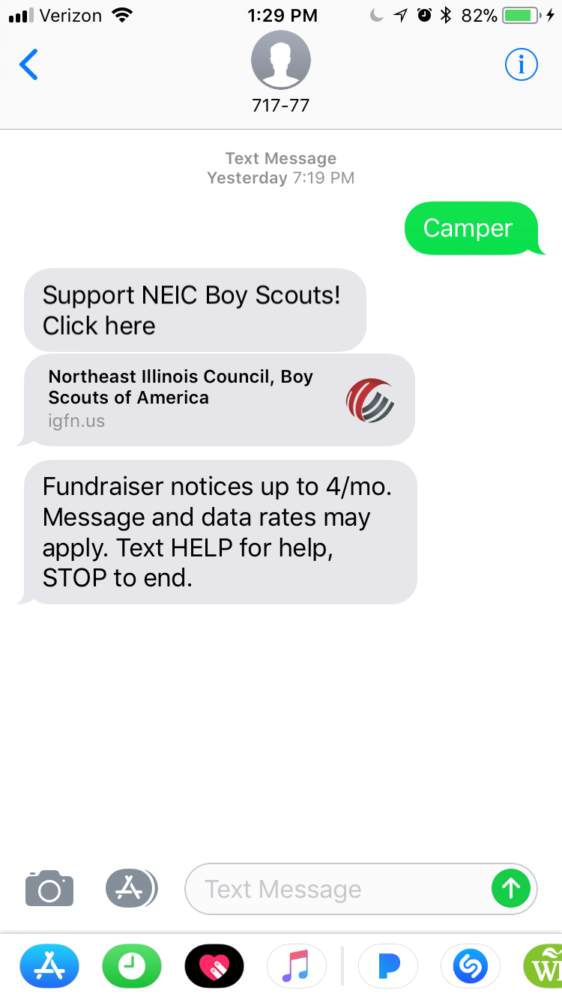 Verizon 1:29 PM 82%
717-77
Text Message
Yesterday 7:19 PM
Camper
Support NEIC Boy Scouts!
Click here
Northeast Illinois Council, Boy
Scouts of America
igfn.us
Fundraiser notices up to 4/mo.
Message and data rates may
apply. Text HELP for help,
STOP to end.
Text Message